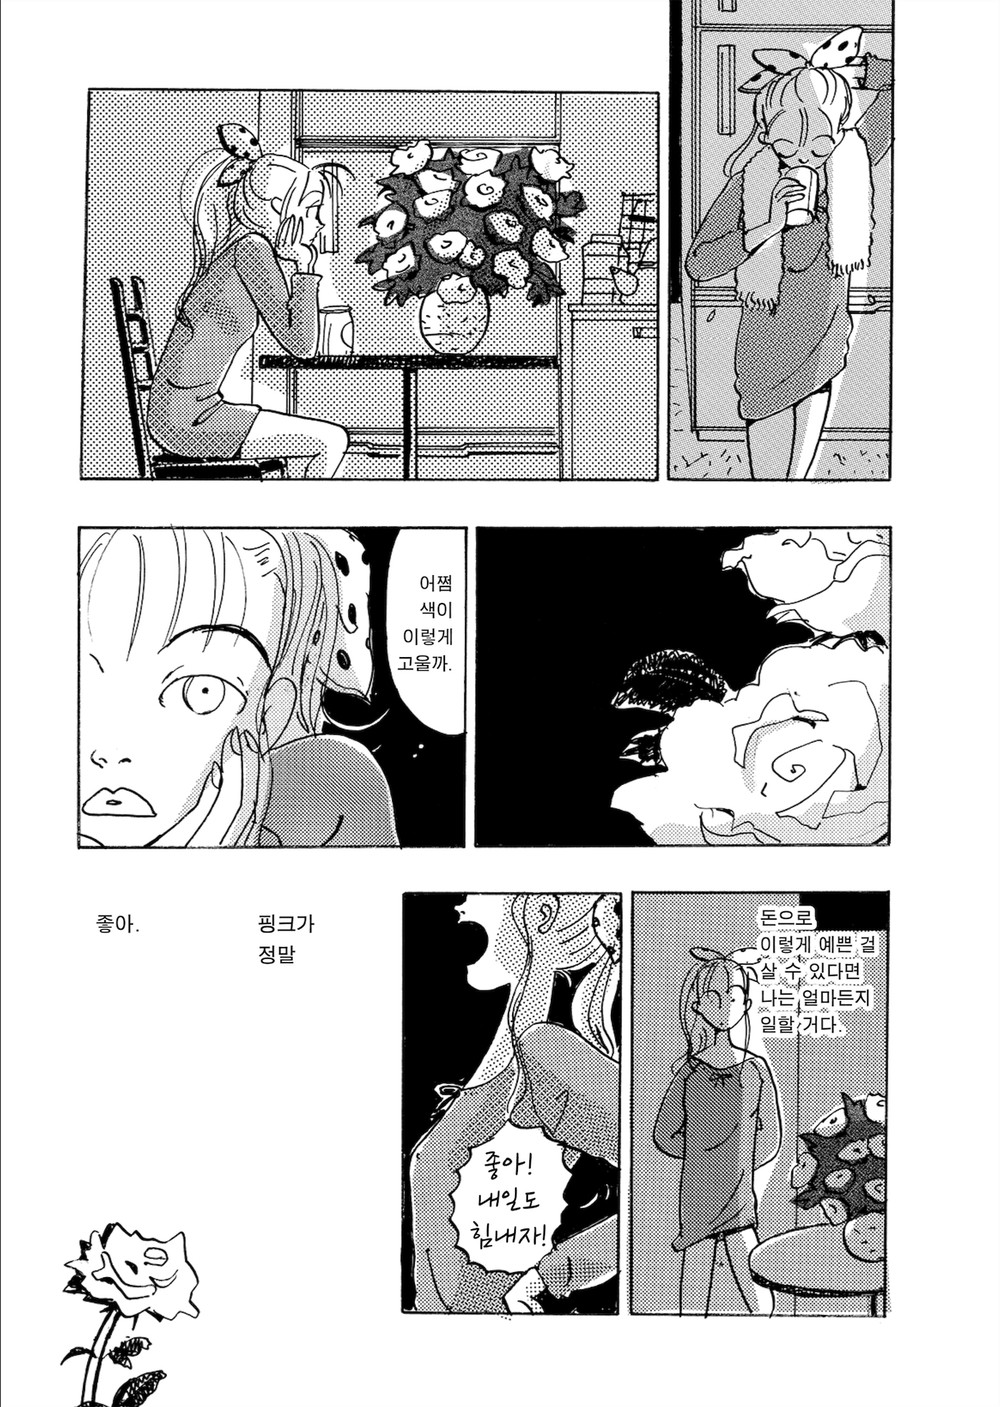 어쩜
색이
이렇게
고울까.
돈으로
이렇게 예쁜 걸
살 수 있다면
나는 얼마든지
일할 거다.
좋아!
내일도
힘내자!
핑크가
정말
좋아.